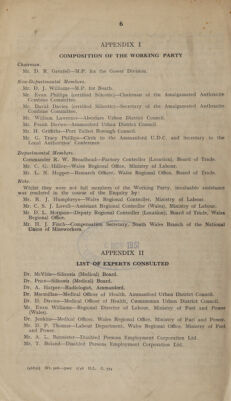 6
APPENDIX I
COMPOSITION OF THE WORKING PARTY
Chairman.
Mr. D. R. Grenfell—M.P. for the Gower Division.
Non-Departmental Members.
Mr. D. J. Williams—M.P. for Neath.
Mr. Evan Phillips (certified Silicotic)—Chairman of the Amalgamated Anthracite
Combine Committee.
Mr. David Davies (certified Silicotic)—Secretary of the Amalgamated Anthracite
Combine Committee.
Mr. William Lawrence—Aberdare Urban District Council.
Mr. Frank Davies—Ammanford Urban District Council.
Mr. H. Griffiths—Port Talbot Borough Council.
Mr. G. Tracy Phillips—Clerk to the Ammanford U.D.C. and Secretary to the
Local Authorities' Conference.
Departmental Members.
Commander R. W. Broadhead—Factory Controller (Location), Board of Trade.
Mr. C. G. Millier—Wales Regional Office, Ministry of Labour.
Mr. L. N. Hopper—Research Officer, Wales Regional Office, Board of Trade.
Note.
Whilst they were not full members of the Working Party, invaluable assistance
was rendered in the course of the Enquiry by
Mr. R. J. Humphreys—Wales Regional Controller, Ministry of Labour.
Mr. C. S. J. Lovell—Assistant Regional Controller (Wales), Ministry of Labour.
Mr. D. L. Morgan—Deputy Regional Controller (Location), Board of Trade, Wales
Regional Office.
Mr. H. J. Finch—Compensation Secretary, South Wales Branch of the National
Union of Mineworkers.
APPENDIX II
LIST OF EXPERTS CONSULTED
Dr. McVitie—Silicosis (Medical) Board.
Dr. Price—Silicosis (Medical) Board.
Dr. A. Harper—Radiologist, Ammanford.
Dr. Macmillan—Medical Officer of Health, Ammanford Urban District Council.
Dr. D. Davies—Medical Officer of Health, Cwmamman Urban District Council.
Mr. Evan Williams—Regional Director of Labour, Ministry of Fuel and Power
(Wales).
Dr. Jenkins—Medical Officer, Wales Regional Office, Ministry of Fuel and Power.
Mr. D. P. Thomas—Labour Department, Wales Regional Office, Ministry of Fuel
and Power.
Mr. A. L. Bannister—Disabled Persons Employment Corporation Ltd.
Mr. T. Boland—Disabled Persons Employment Corporation Ltd.